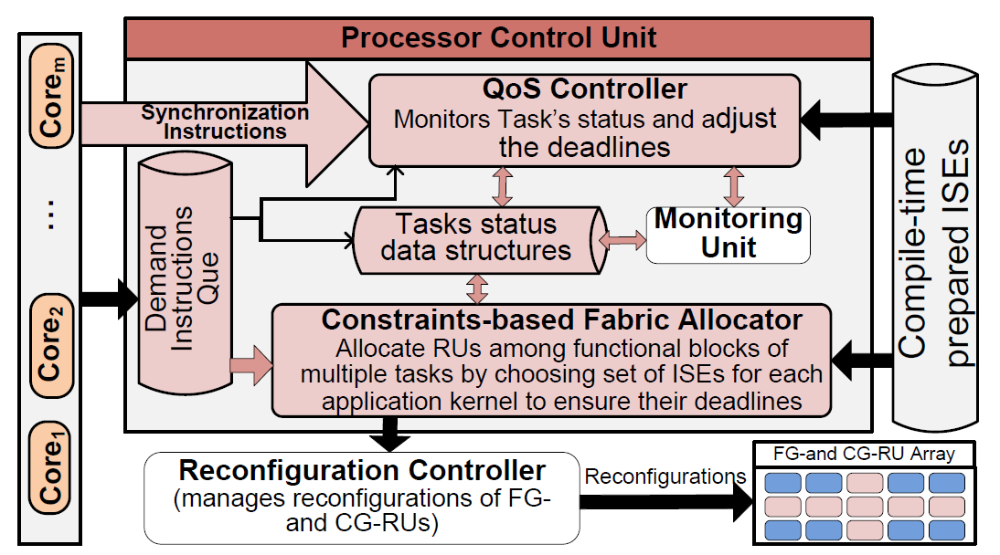 Processor Control Unit
Core_m
...
Core_2
Core_1
Synchronization
Instructions
QoS Controller
Monitors Task's status and adjust
the deadlines
Demand
Instructions
Que
Tasks status
data structures
Monitoring
Unit
Compile-time
prepared ISEs
Constraints-based Fabric Allocator
Allocate RUs among functional blocks of
multiple tasks by choosing set of ISEs for each
application kernel to ensure their deadlines
Reconfiguration Controller
(manages reconfigurations of FG-
and CG-RUs)
Reconfigurations
FG-and CG-RU Array